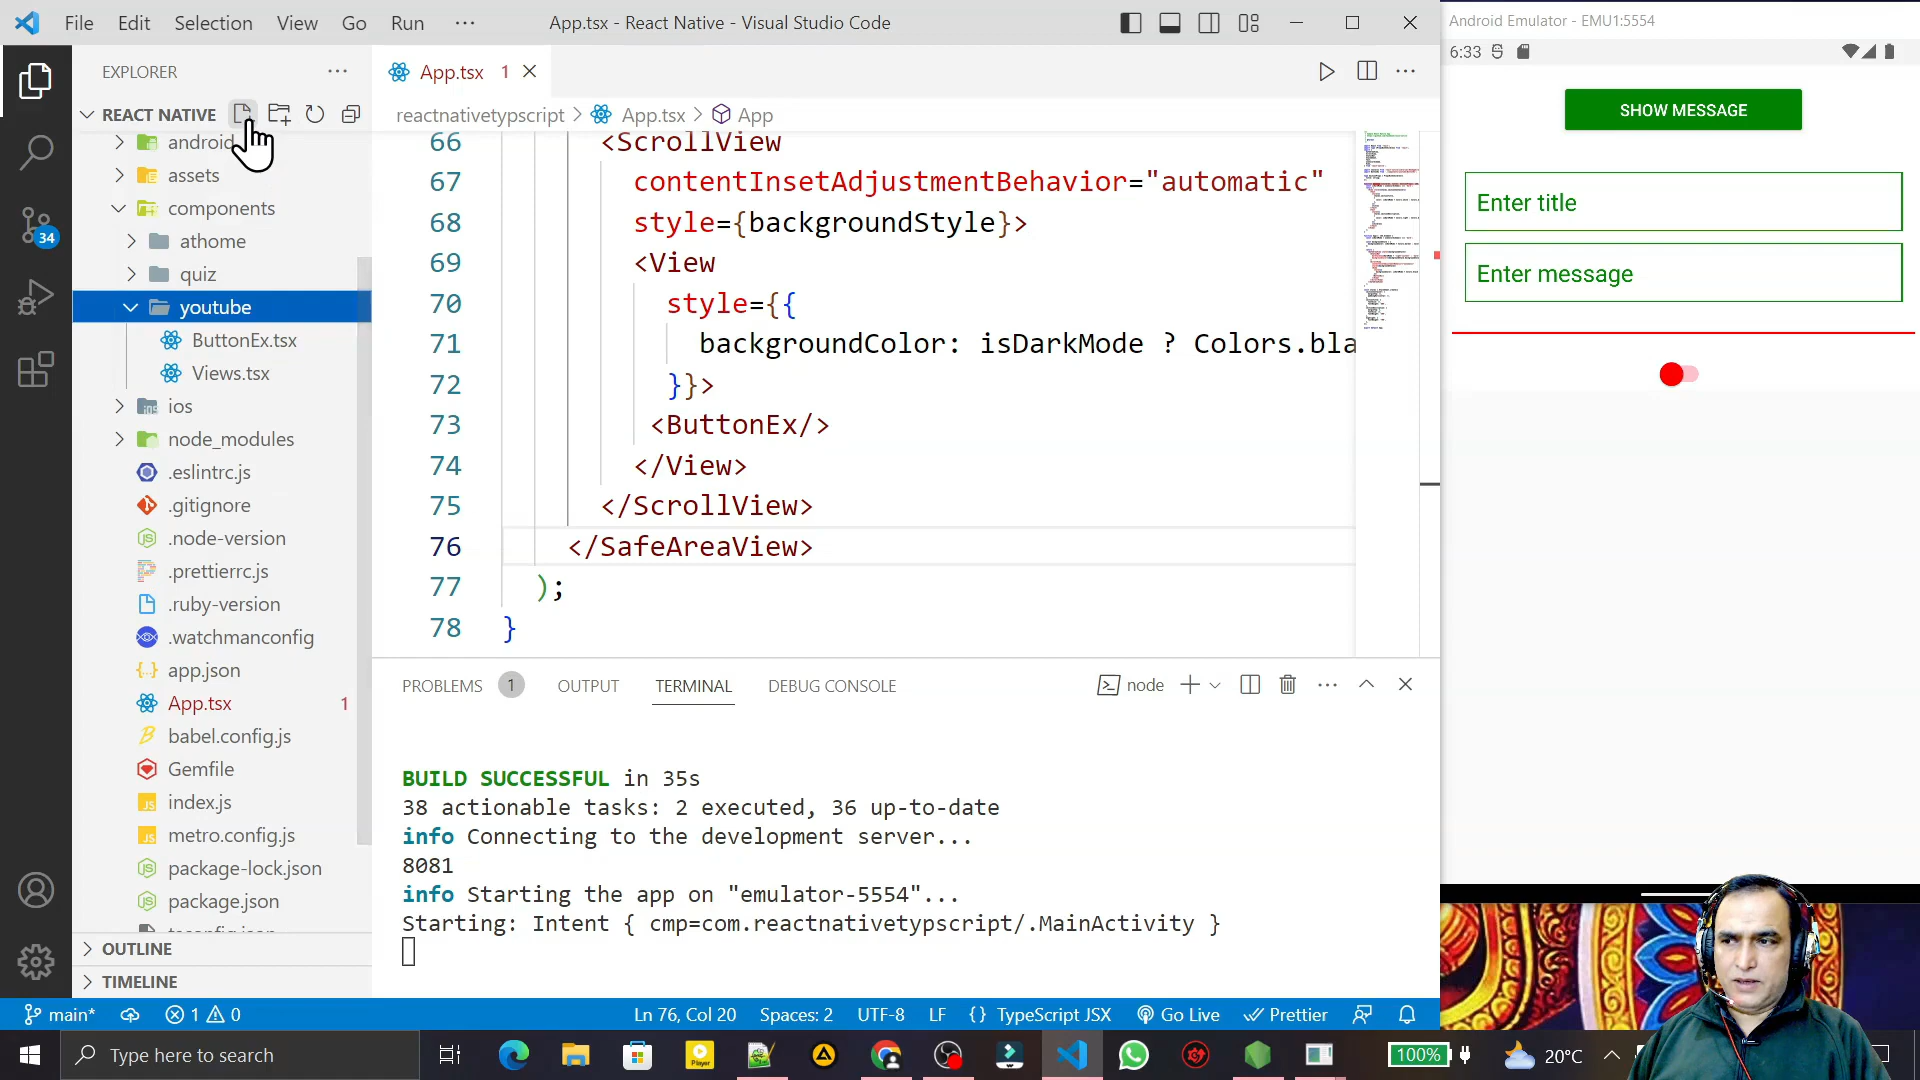 File Edit Selection View Go Run ··· App.tsx - React Native - Visual Studio Code
EXPLORER
REACT NATIVE
android
assets
components
athome
quiz
youtube
ButtonEx.tsx
Views.tsx
ios
node_modules
.eslintrc.js
.gitignore
.node-version
.prettierrc.js
.ruby-version
.watchmanconfig
app.json
App.tsx 1
babel.config.js
Gemfile
index.js
metro.config.js
package-lock.json
package.json
OUTLINE
TIMELINE
34
App.tsx 1
reactnativetypscript > App.tsx > App
66 <ScrollView
67 contentInsetAdjustmentBehavior="automatic"
68 style={backgroundStyle}>
69 <View
70 style={{
71 backgroundColor: isDarkMode ? Colors.bla
72 }}>
73 <ButtonEx/>
74 </View>
75 </ScrollView>
76 </SafeAreaView>
77 );
78 }
PROBLEMS 1 OUTPUT TERMINAL DEBUG CONSOLE node
BUILD SUCCESSFUL in 35s
38 actionable tasks: 2 executed, 36 up-to-date
info Connecting to the development server...
8081
info Starting the app on "emulator-5554"...
Starting: Intent { cmp=com.reactnativetypscript/.MainActivity }
main* 1 0 Ln 76, Col 20 Spaces: 2 UTF-8 LF {} TypeScript JSX Go Live Prettier
Type here to search
100% 20°C
Android Emulator - EMU1:5554
6:33
SHOW MESSAGE
Enter title
Enter message